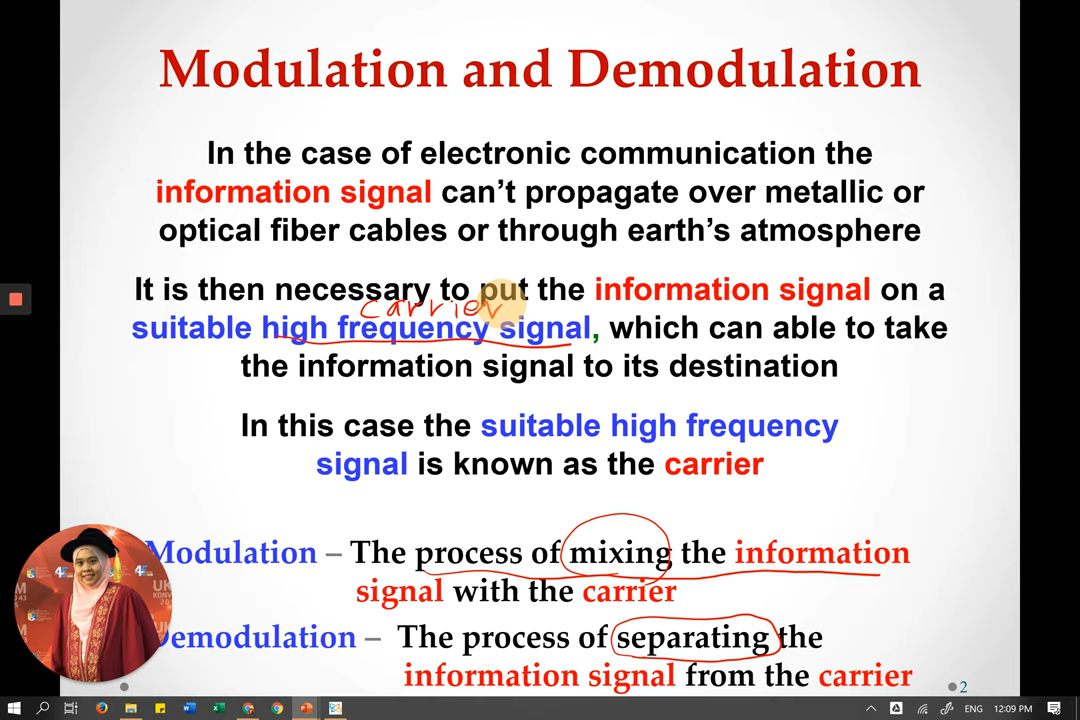 Modulation and Demodulation
In the case of electronic communication the
information signal can’t propagate over metallic or
optical fiber cables or through earth’s atmosphere
It is then necessary to put the information signal on a
carrier
suitable high frequency signal, which can able to take
the information signal to its destination
In this case the suitable high frequency
signal is known as the carrier
Modulation – The process of mixing the information
signal with the carrier
Demodulation – The process of separating the
information signal from the carrier
2
ENG 12:09 PM